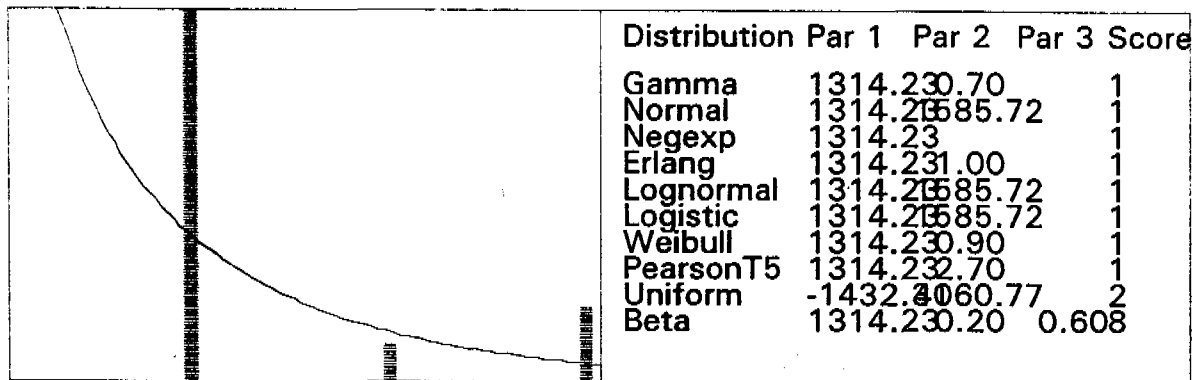 Distribution Par 1 Par 2 Par 3 Score
Gamma 1314.23 0.70 1
Normal 1314.23 1585.72 1
Negexp 1314.23 1
Erlang 1314.23 1.00 1
Lognormal 1314.23 1585.72 1
Logistic 1314.23 1585.72 1
Weibull 1314.23 0.90 1
PearsonT5 1314.23 2.70 1
Uniform -1432.31 4060.77 2
Beta 1314.23 0.20 0.60 8